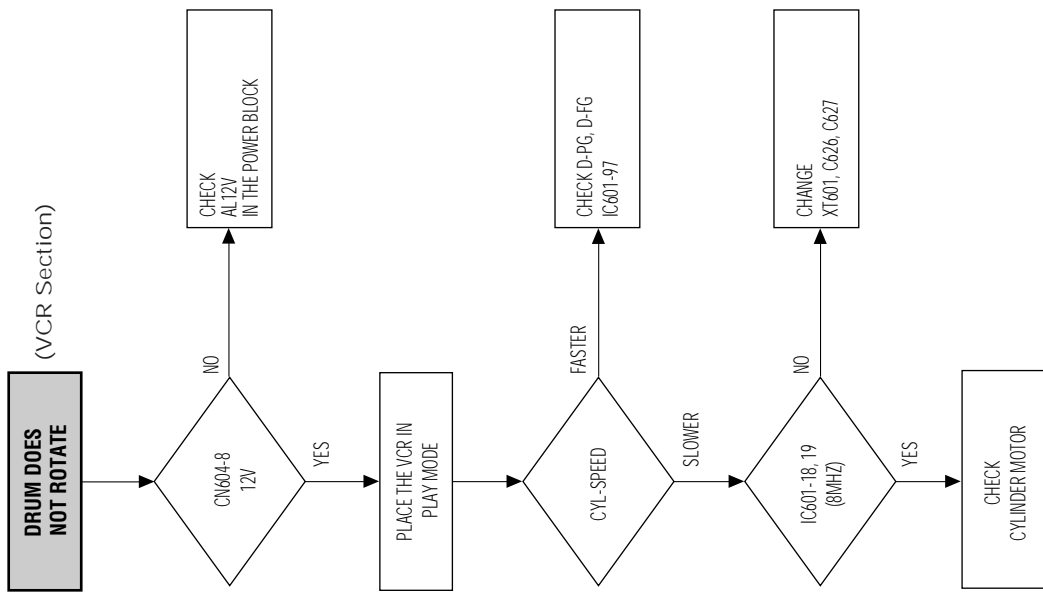 (VCR Section)
DRUM DOES
NOT ROTATE
CN604-8
12V
NO
CHECK
AL12V
IN THE POWER BLOCK
YES
PLACE THE VCR IN
PLAY MODE
CYL-SPEED
FASTER
CHECK D-PG, D-FG
IC601-97
SLOWER
IC601-18, 19
(8MHZ)
NO
CHANGE
XT601, C626, C627
YES
CHECK
CYLINDER MOTOR